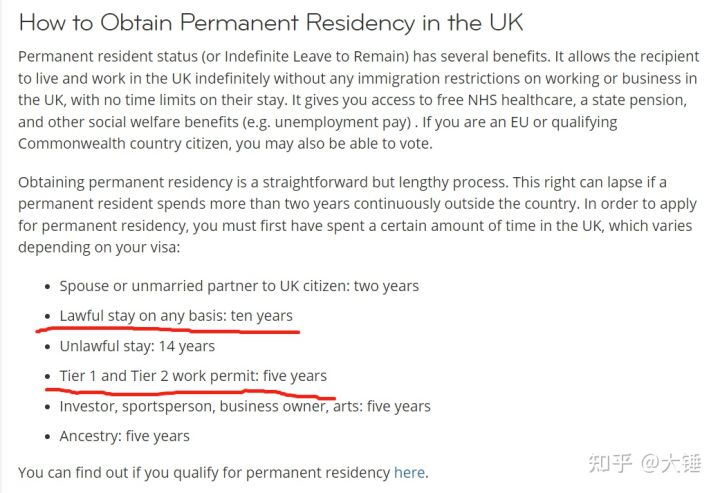 How to Obtain Permanent Residency in the UK
Permanent resident status (or Indefinite Leave to Remain) has several benefits. It allows the recipient
to live and work in the UK indefinitely without any immigration restrictions on working or business in
the UK, with no time limits on their stay. It gives you access to free NHS healthcare, a state pension,
and other social welfare benefits (e.g. unemployment pay) . If you are an EU or qualifying
Commonwealth country citizen, you may also be able to vote.
Obtaining permanent residency is a straightforward but lengthy process. This right can lapse if a
permanent resident spends more than two years continuously outside the country. In order to apply
for permanent residency, you must first have spent a certain amount of time in the UK, which varies
depending on your visa:
• Spouse or unmarried partner to UK citizen: two years
• Lawful stay on any basis: ten years
• Unlawful stay: 14 years
• Tier 1 and Tier 2 work permit: five years
• Investor, sportsperson, business owner, arts: five years
• Ancestry: five years
You can find out if you qualify for permanent residency here.
知乎 @大锤